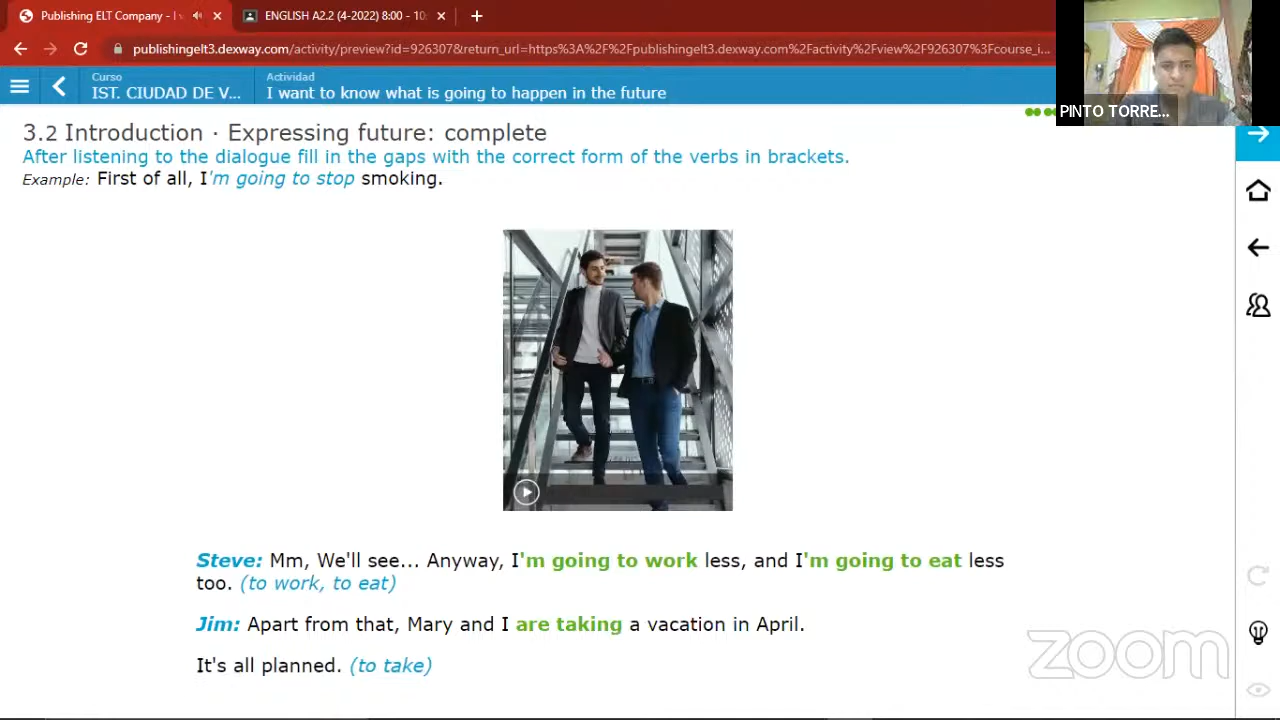 Publishing ELT Company - I
ENGLISH A2.2 (4-2022) 8:00 - 10:
publishingelt3.dexway.com/activity/preview?id=926307&return_url=https%3A%2F%2Fpublishingelt3.dexway.com%2Factivity%2Fview%2F926307%3Fcourse_i...
Curso
IST. CIUDAD DE V...
Actividad
I want to know what is going to happen in the future
PINTO TORRE...
3.2 Introduction · Expressing future: complete
After listening to the dialogue fill in the gaps with the correct form of the verbs in brackets.
Example: First of all, I'm going to stop smoking.
Steve: Mm, We'll see... Anyway, I'm going to work less, and I'm going to eat less
too. (to work, to eat)
Jim: Apart from that, Mary and I are taking a vacation in April.
It's all planned. (to take)
zoom